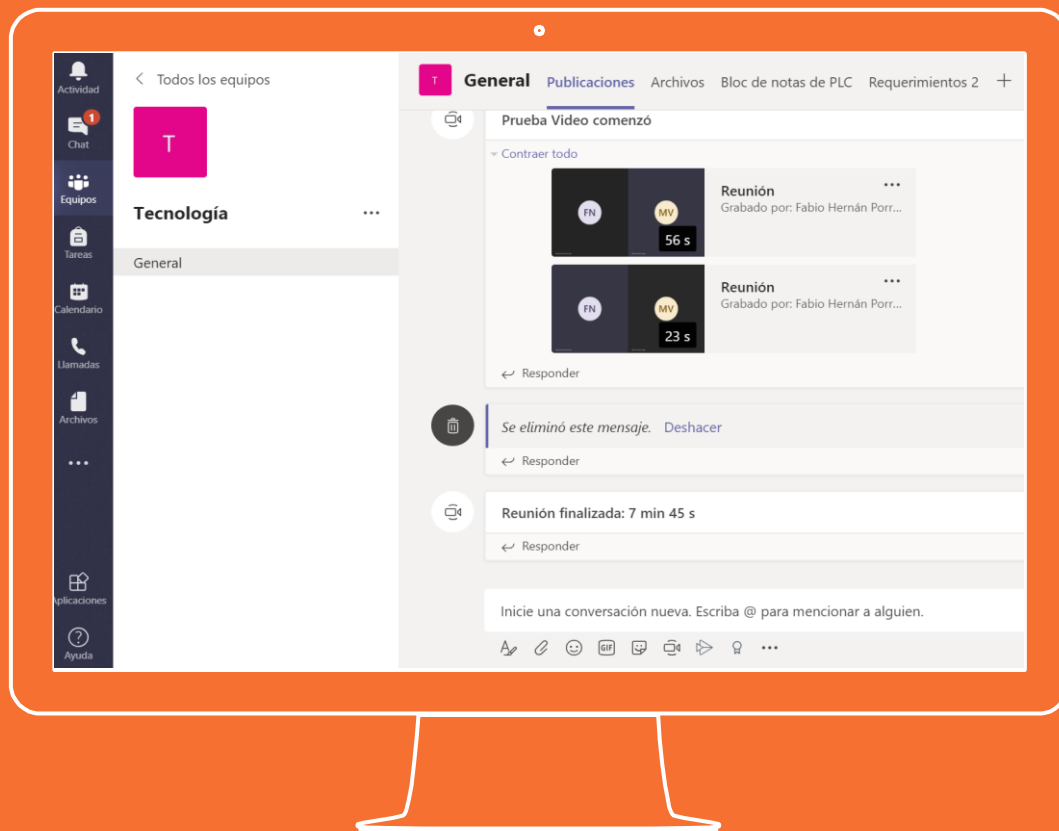 Actividad
1
Chat
Equipos
Tareas
Calendario
Llamadas
Archivos
Aplicaciones
Ayuda
Todos los equipos
T
Tecnología
General
T General Publicaciones Archivos Bloc de notas de PLC Requerimientos 2
Prueba Video comenzó
Contraer todo
FN MV
56 s
Reunión
Grabado por: Fabio Hernán Porr...
FN MV
23 s
Reunión
Grabado por: Fabio Hernán Porr...
Responder
Se eliminó este mensaje. Deshacer
Responder
Reunión finalizada: 7 min 45 s
Responder
Inicie una conversación nueva. Escriba @ para mencionar a alguien.
GIF